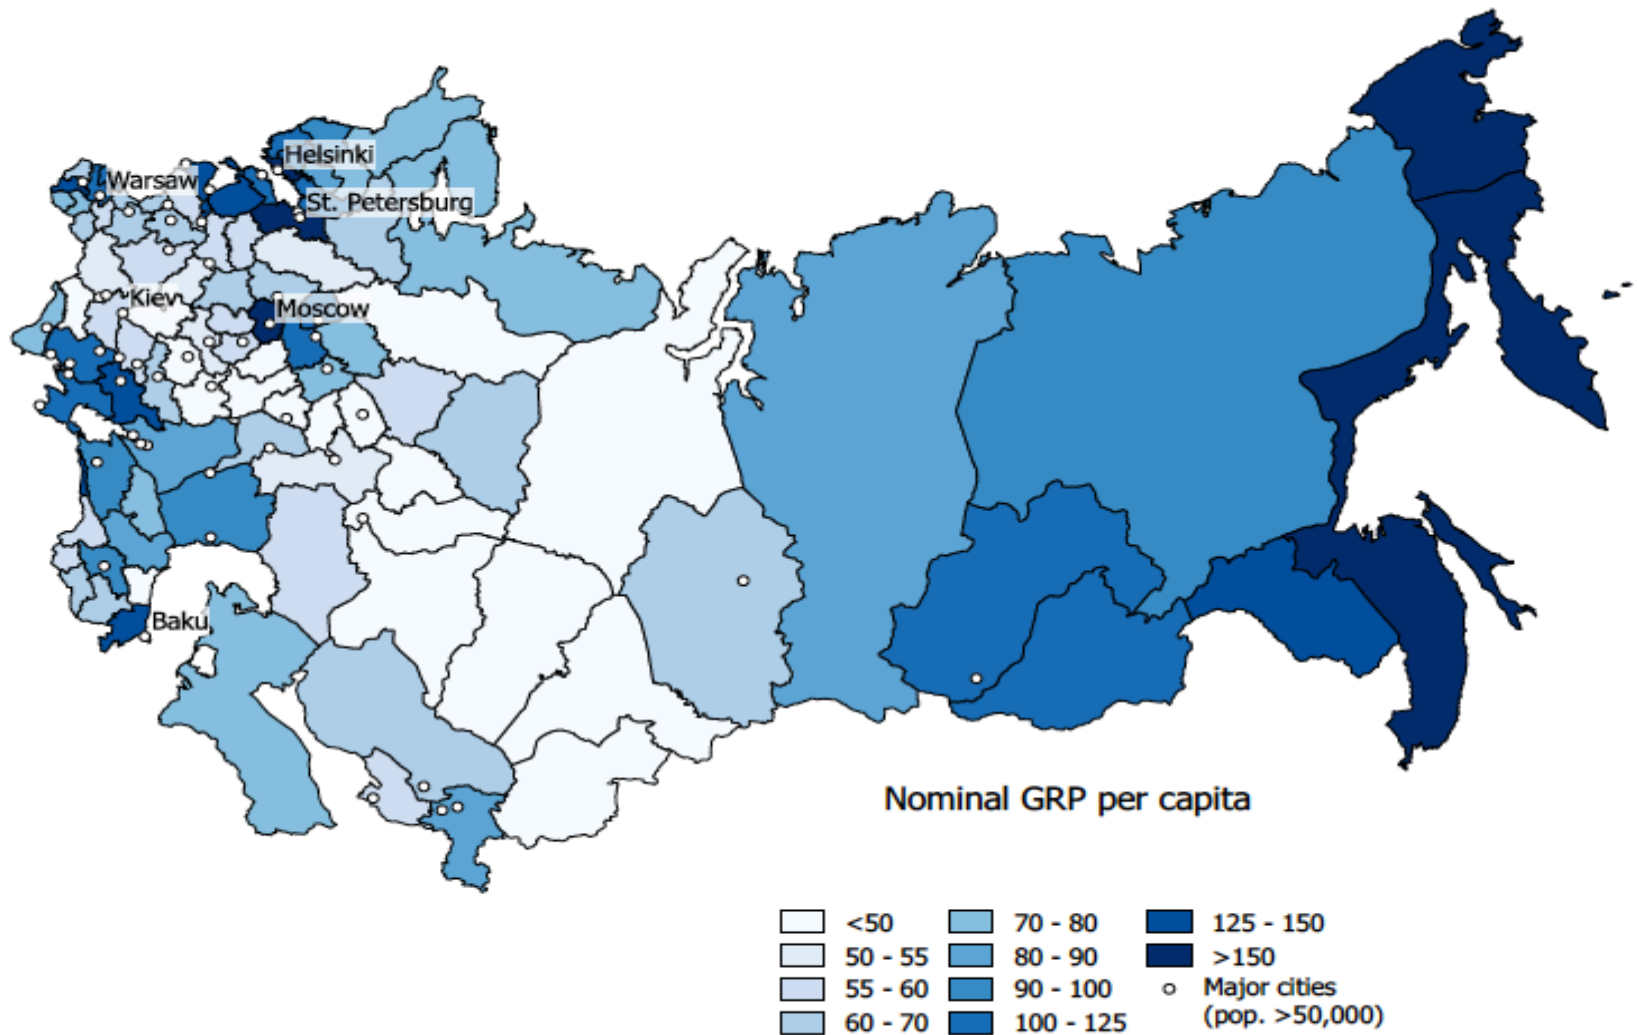 Helsinki
Warsaw
St. Petersburg
Kiev
Moscow
Baku
Nominal GRP per capita
<50
50 - 55
55 - 60
60 - 70
70 - 80
80 - 90
90 - 100
100 - 125
125 - 150
>150
Major cities
(pop. >50,000)